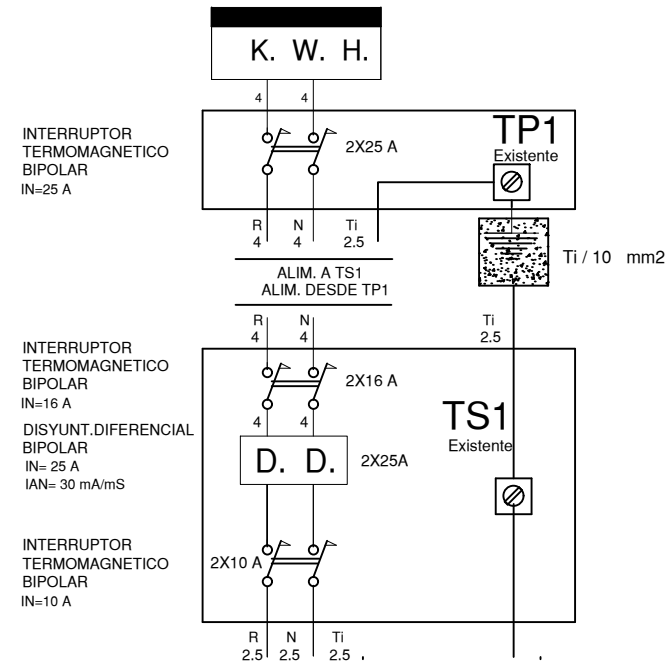 K. W. H.
4 4
INTERRUPTOR
TERMOMAGNETICO
BIPOLAR
IN=25 A
2X25 A
TP1
Existente
R N Ti
4 4 2.5
Ti / 10 mm2
ALIM. A TS1
ALIM. DESDE TP1
R N Ti
4 4 2.5
INTERRUPTOR
TERMOMAGNETICO
BIPOLAR
IN=16 A
2X16 A
TS1
Existente
4 4
DISYUNT.DIFERENCIAL
BIPOLAR
IN= 25 A
IAN= 30 mA/mS
D. D.
2X25A
INTERRUPTOR
TERMOMAGNETICO
BIPOLAR
IN=10 A
2X10 A
R N Ti
2.5 2.5 2.5